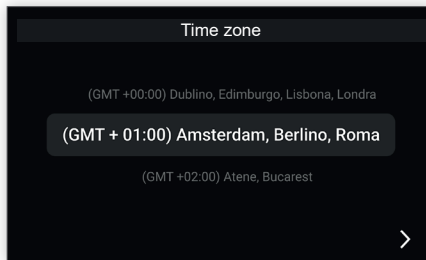 Time zone
(GMT +00:00) Dublino, Edimburgo, Lisbona, Londra
(GMT + 01:00) Amsterdam, Berlino, Roma
(GMT +02:00) Atene, Bucarest